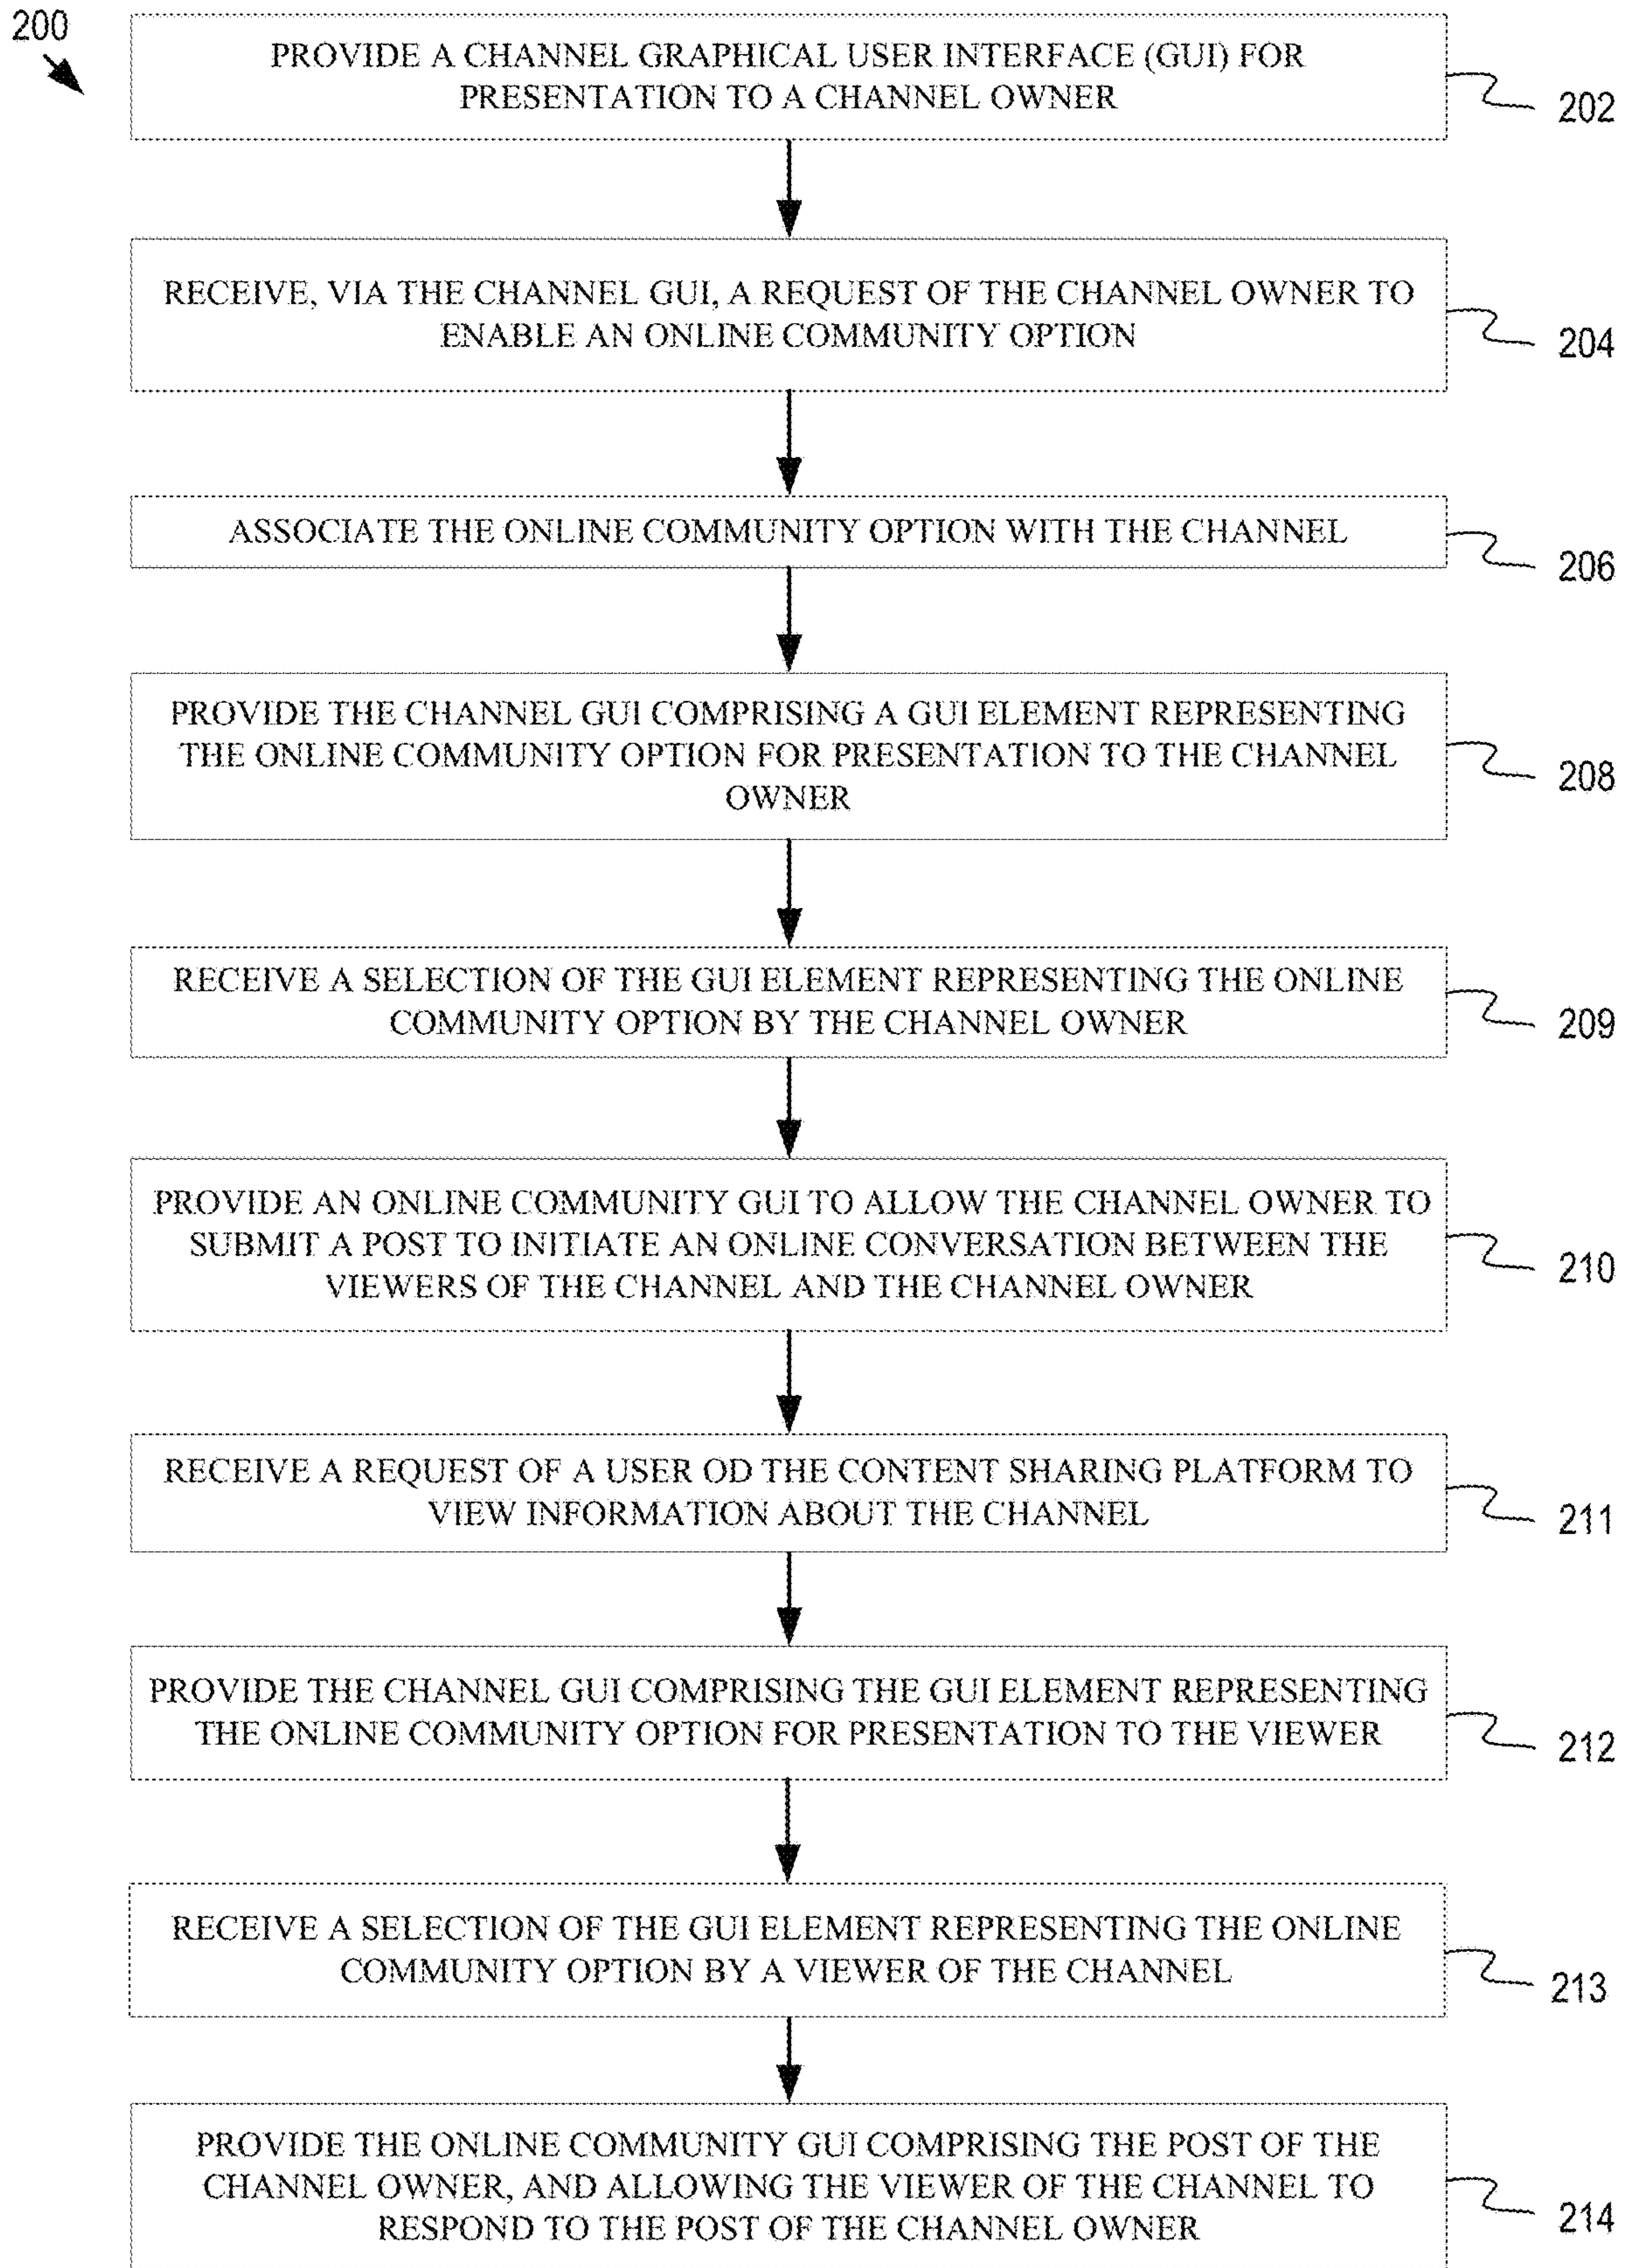 200
PROVIDE A CHANNEL GRAPHICAL USER INTERFACE (GUI) FOR
PRESENTATION TO A CHANNEL OWNER
202
RECEIVE, VIA THE CHANNEL GUI, A REQUEST OF THE CHANNEL OWNER TO
ENABLE AN ONLINE COMMUNITY OPTION
204
ASSOCIATE THE ONLINE COMMUNITY OPTION WITH THE CHANNEL
206
PROVIDE THE CHANNEL GUI COMPRISING A GUI ELEMENT REPRESENTING
THE ONLINE COMMUNITY OPTION FOR PRESENTATION TO THE CHANNEL
OWNER
208
RECEIVE A SELECTION OF THE GUI ELEMENT REPRESENTING THE ONLINE
COMMUNITY OPTION BY THE CHANNEL OWNER
209
PROVIDE AN ONLINE COMMUNITY GUI TO ALLOW THE CHANNEL OWNER TO
SUBMIT A POST TO INITIATE AN ONLINE CONVERSATION BETWEEN THE
VIEWERS OF THE CHANNEL AND THE CHANNEL OWNER
210
RECEIVE A REQUEST OF A USER OD THE CONTENT SHARING PLATFORM TO
VIEW INFORMATION ABOUT THE CHANNEL
211
PROVIDE THE CHANNEL GUI COMPRISING THE GUI ELEMENT REPRESENTING
THE ONLINE COMMUNITY OPTION FOR PRESENTATION TO THE VIEWER
212
RECEIVE A SELECTION OF THE GUI ELEMENT REPRESENTING THE ONLINE
COMMUNITY OPTION BY A VIEWER OF THE CHANNEL
213
PROVIDE THE ONLINE COMMUNITY GUI COMPRISING THE POST OF THE
CHANNEL OWNER, AND ALLOWING THE VIEWER OF THE CHANNEL TO
RESPOND TO THE POST OF THE CHANNEL OWNER
214